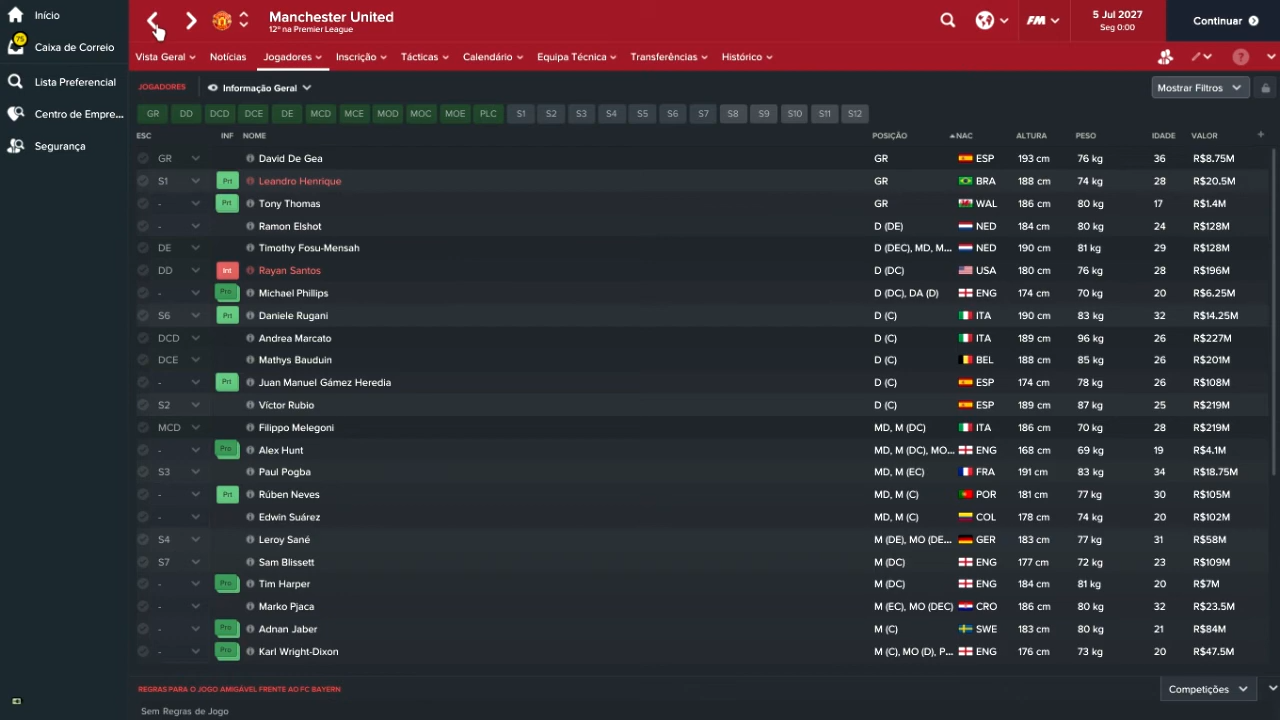 Início
75
Caixa de Correio
Lista Preferencial
Centro de Empre...
Segurança
Manchester United
12º na Premier League
FM
5 Jul 2027
Seg 0:00
Continuar
Vista Geral
Notícias
Jogadores
Inscrição
Tácticas
Calendário
Equipa Técnica
Transferências
Histórico
?
JOGADORES
Informação Geral
Mostrar Filtros
GR DD DCD DCE DE MCD MCE MOD MOC MOE PLC S1 S2 S3 S4 S5 S6 S7 S8 S9 S10 S11 S12
ESC INF NOME POSIÇÃO NAC ALTURA PESO IDADE VALOR +
GR David De Gea GR ESP 193 cm 76 kg 36 R$8.75M
S1 Prt Leandro Henrique GR BRA 188 cm 74 kg 28 R$20.5M
- Prt Tony Thomas GR WAL 186 cm 80 kg 17 R$1.4M
- Ramon Elshot D (DE) NED 184 cm 80 kg 24 R$128M
DE Timothy Fosu-Mensah D (DEC), MD, M... NED 190 cm 81 kg 29 R$128M
DD Int Rayan Santos D (DC) USA 180 cm 76 kg 28 R$196M
- Pro Michael Phillips D (DC), DA (D) ENG 174 cm 70 kg 20 R$6.25M
S6 Prt Daniele Rugani D (C) ITA 190 cm 83 kg 32 R$14.25M
DCD Andrea Marcato D (C) ITA 189 cm 96 kg 26 R$227M
DCE Mathys Bauduin D (C) BEL 188 cm 85 kg 26 R$201M
- Prt Juan Manuel Gámez Heredia D (C) ESP 174 cm 78 kg 26 R$108M
S2 Víctor Rubio D (C) ESP 189 cm 87 kg 25 R$219M
MCD Filippo Melegoni MD, M (DC) ITA 186 cm 70 kg 28 R$219M
- Pro Alex Hunt MD, M (DC), MO... ENG 168 cm 69 kg 19 R$4.1M
S3 Paul Pogba MD, M (EC) FRA 191 cm 83 kg 34 R$18.75M
- Prt Rúben Neves MD, M (C) POR 181 cm 77 kg 30 R$105M
- Edwin Suárez MD, M (C) COL 178 cm 74 kg 20 R$102M
S4 Leroy Sané M (DE), MO (DE... GER 183 cm 77 kg 31 R$58M
S7 Sam Blissett M (DC) ENG 177 cm 72 kg 23 R$109M
- Pro Tim Harper M (DC) ENG 184 cm 81 kg 20 R$7M
- Marko Pjaca M (EC), MO (DEC) CRO 186 cm 80 kg 32 R$23.5M
- Pro Adnan Jaber M (C) SWE 183 cm 80 kg 21 R$84M
- Pro Karl Wright-Dixon M (C), MO (D), P... ENG 176 cm 73 kg 20 R$47.5M
REGRAS PARA O JOGO AMIGÁVEL FRENTE AO FC BAYERN
Competições
Sem Regras de Jogo